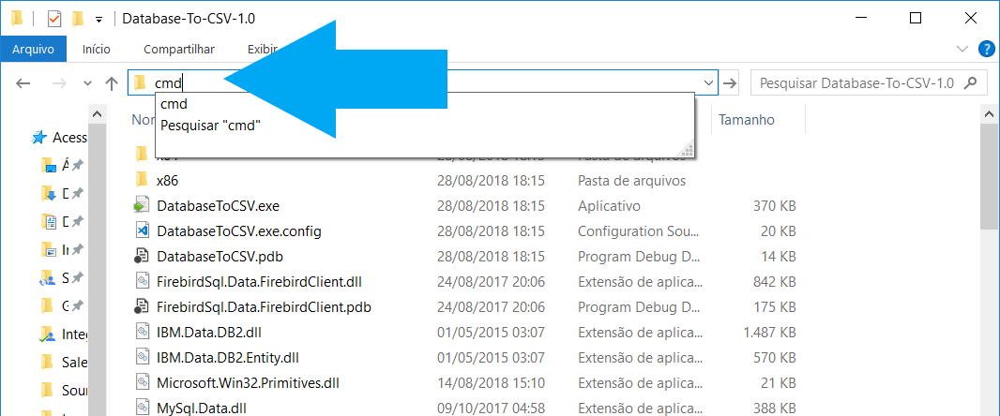 Database-To-CSV-1.0
Arquivo Início Compartilhar Exibir
cmd Pesquisar Database-To-CSV-1.0
cmd
Pesquisar "cmd"
Tamanho
Acess
28/08/2018 18:15 Pasta de arquivos
x86 28/08/2018 18:15 Pasta de arquivos
DatabaseToCSV.exe 28/08/2018 18:15 Aplicativo 370 KB
DatabaseToCSV.exe.config 28/08/2018 18:15 Configuration Sou... 20 KB
DatabaseToCSV.pdb 28/08/2018 18:15 Program Debug D... 14 KB
FirebirdSql.Data.FirebirdClient.dll 24/08/2017 20:06 Extensão de aplica... 842 KB
FirebirdSql.Data.FirebirdClient.pdb 24/08/2017 20:06 Program Debug D... 175 KB
Integ IBM.Data.DB2.dll 01/05/2015 03:07 Extensão de aplica... 1.487 KB
Sale IBM.Data.DB2.Entity.dll 01/05/2015 03:07 Extensão de aplica... 570 KB
Sour Microsoft.Win32.Primitives.dll 14/08/2018 15:10 Extensão de aplica... 21 KB
MySql.Data.dll 09/10/2017 04:58 Extensão de aplica... 388 KB